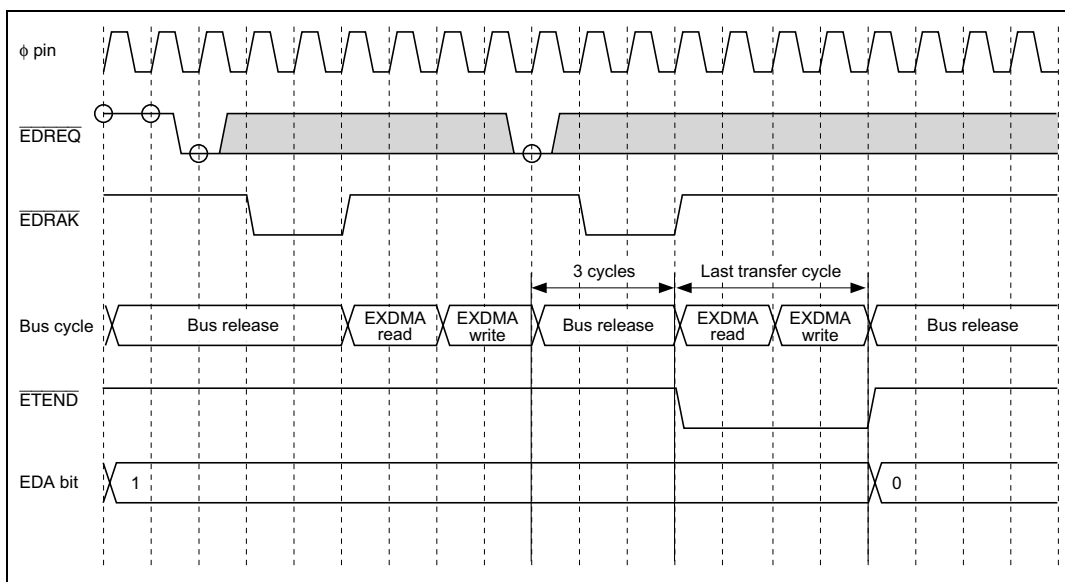 ϕ pin
EDREQ
EDRAK
3 cycles
Last transfer cycle
Bus cycle
Bus release
EXDMA
read
EXDMA
write
Bus release
EXDMA
read
EXDMA
write
Bus release
ETEND
EDA bit
1
0